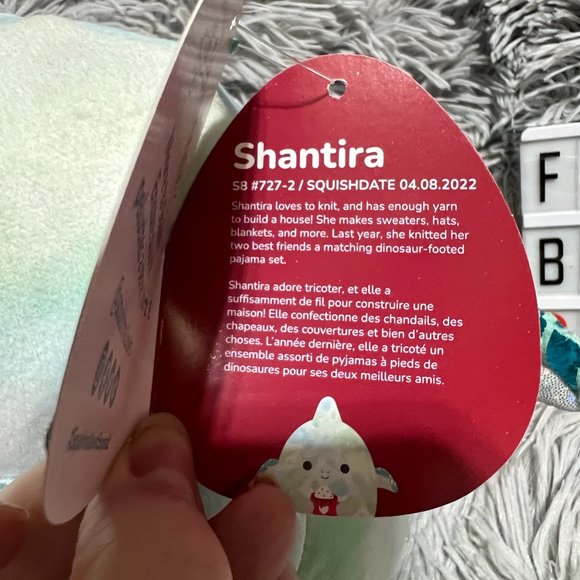 Shantira
S8 #727-2 / SQUISHDATE 04.08.2022
Shantira loves to knit, and has enough yarn
to build a house! She makes sweaters, hats,
blankets, and more. Last year, she knitted her
two best friends a matching dinosaur-footed
pajama set.
Shantira adore tricoter, et elle a
suffisamment de fil pour construire une
maison! Elle confectionne des chandails, des
chapeaux, des couvertures et bien d'autres
choses. L'année dernière, elle a tricoté un
ensemble assorti de pyjamas à pieds de
dinosaures pour ses deux meilleurs amis.
F
B